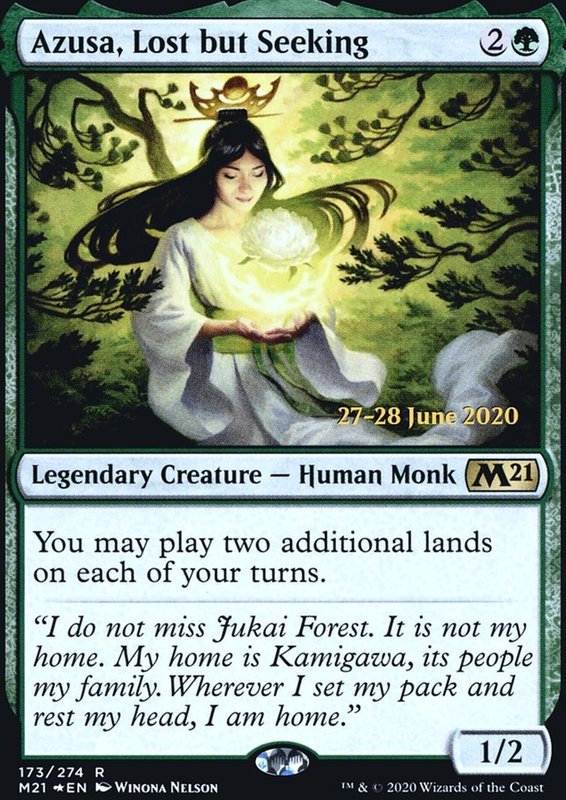 Azusa, Lost but Seeking 2
27–28 June 2020
Legendary Creature — Human Monk M21
You may play two additional lands
on each of your turns.
“I do not miss Jukai Forest. It is not my
home. My home is Kamigawa, its people
my family. Wherever I set my pack and
rest my head, I am home.”
1/2
173/274 R
M21 ★ EN Winona Nelson
™ & © 2020 Wizards of the Coast